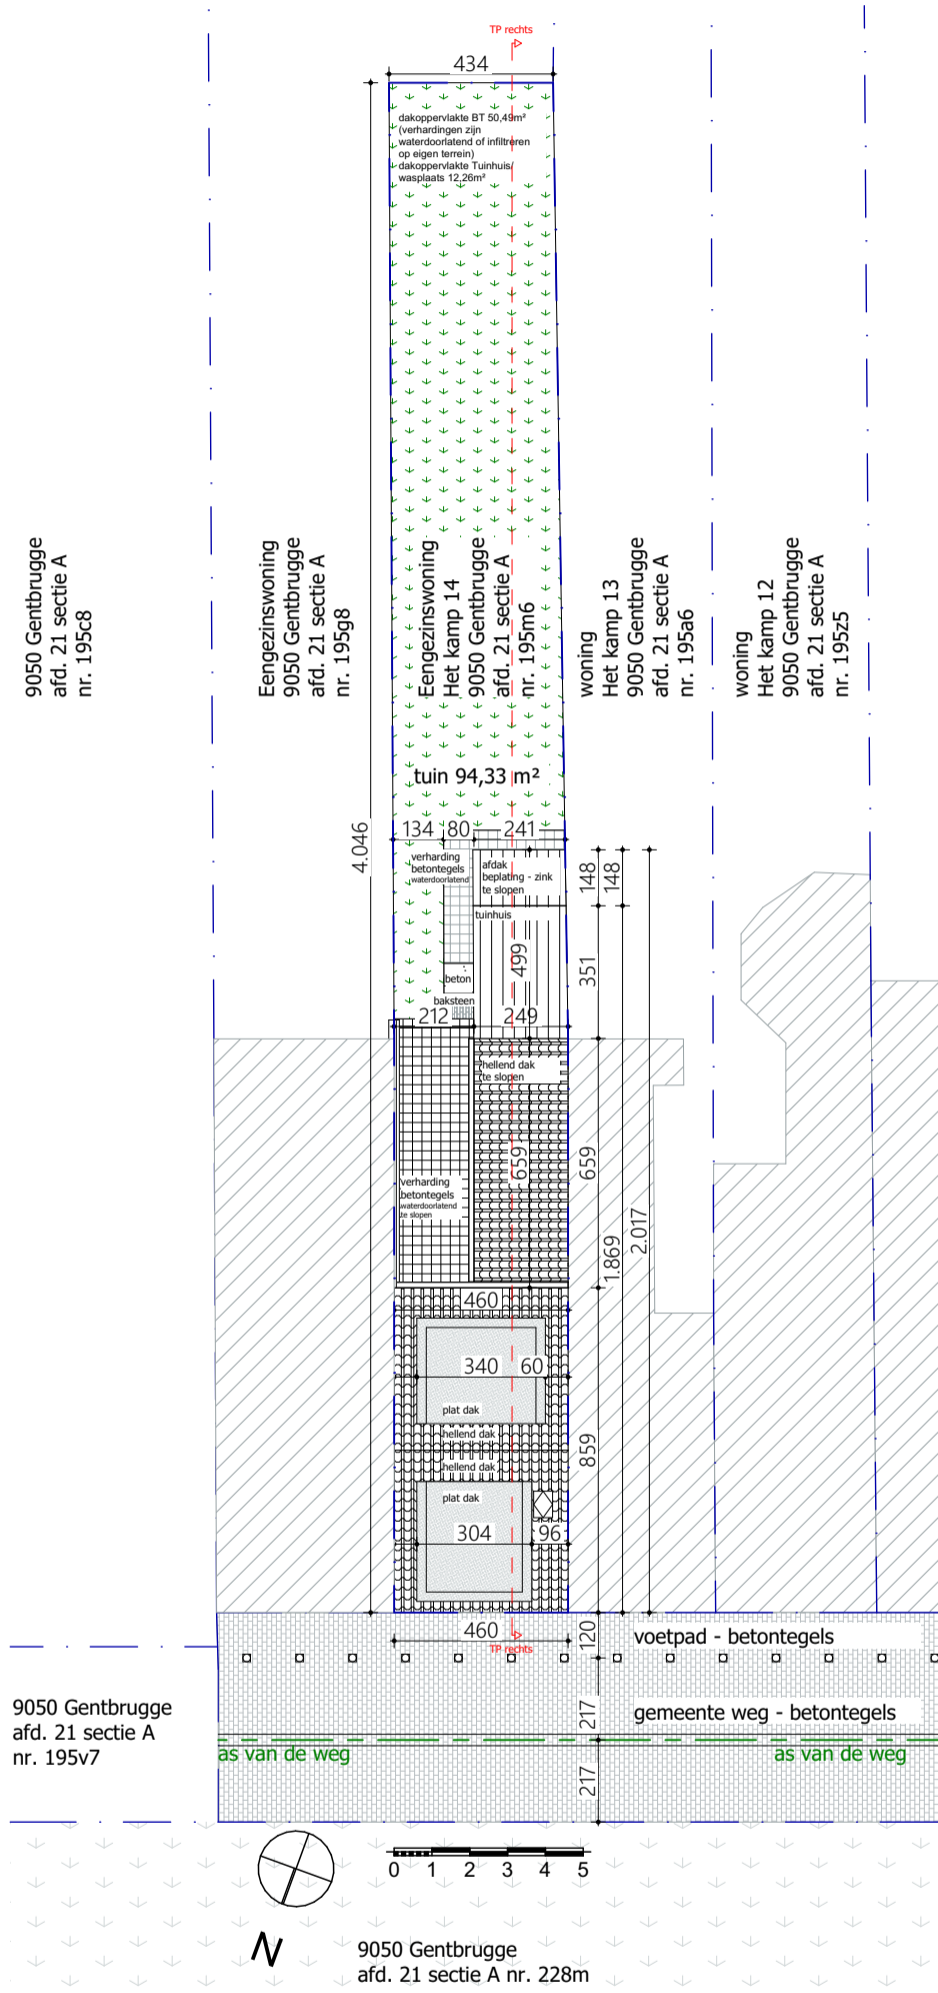 TP rechts
434
dakoppervlakte BT 50,49m²
(verhardingen zijn
waterdoorlatend of infiltreren
op eigen terrein)
dakoppervlakte Tuinhuis/
wasplaats 12,26m²
9050 Gentbrugge
afd. 21 sectie A
nr. 195c8
Eengezinswoning
9050 Gentbrugge
afd. 21 sectie A
nr. 195g8
Eengezinswoning
Het kamp 14
9050 Gentbrugge
afd. 21 sectie A
nr. 195m6
woning
Het kamp 13
9050 Gentbrugge
afd. 21 sectie A
nr. 195a6
woning
Het kamp 12
9050 Gentbrugge
afd. 21 sectie A
nr. 195z5
tuin 94,33 m²
4.046
134 80 241
verharding
betontegels
waterdoorlatend
afdak
beplating - zink
te slopen
148
148
tuinhuis
499
351
beton
baksteen
212 249
hellend dak
te slopen
659
659
verharding
betontegels
waterdoorlatend
te slopen
1.869
2.017
460
340 60
plat dak
hellend dak
859
hellend dak
plat dak
304 96
460
TP rechts
120
voetpad - betontegels
217
gemeente weg - betontegels
9050 Gentbrugge
afd. 21 sectie A
nr. 195v7
as van de weg
as van de weg
217
0 1 2 3 4 5
N
9050 Gentbrugge
afd. 21 sectie A nr. 228m